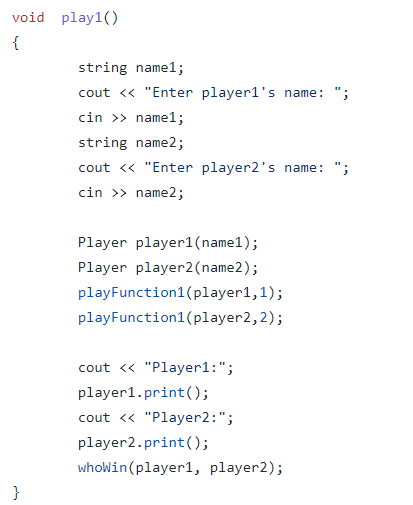 void  play1()
{
        string name1;
        cout << "Enter player1's name: ";
        cin >> name1;
        string name2;
        cout << "Enter player2's name: ";
        cin >> name2;

        Player player1(name1);
        Player player2(name2);
        playFunction1(player1,1);
        playFunction1(player2,2);

        cout << "Player1:";
        player1.print();
        cout << "Player2:";
        player2.print();
        whoWin(player1, player2);
}